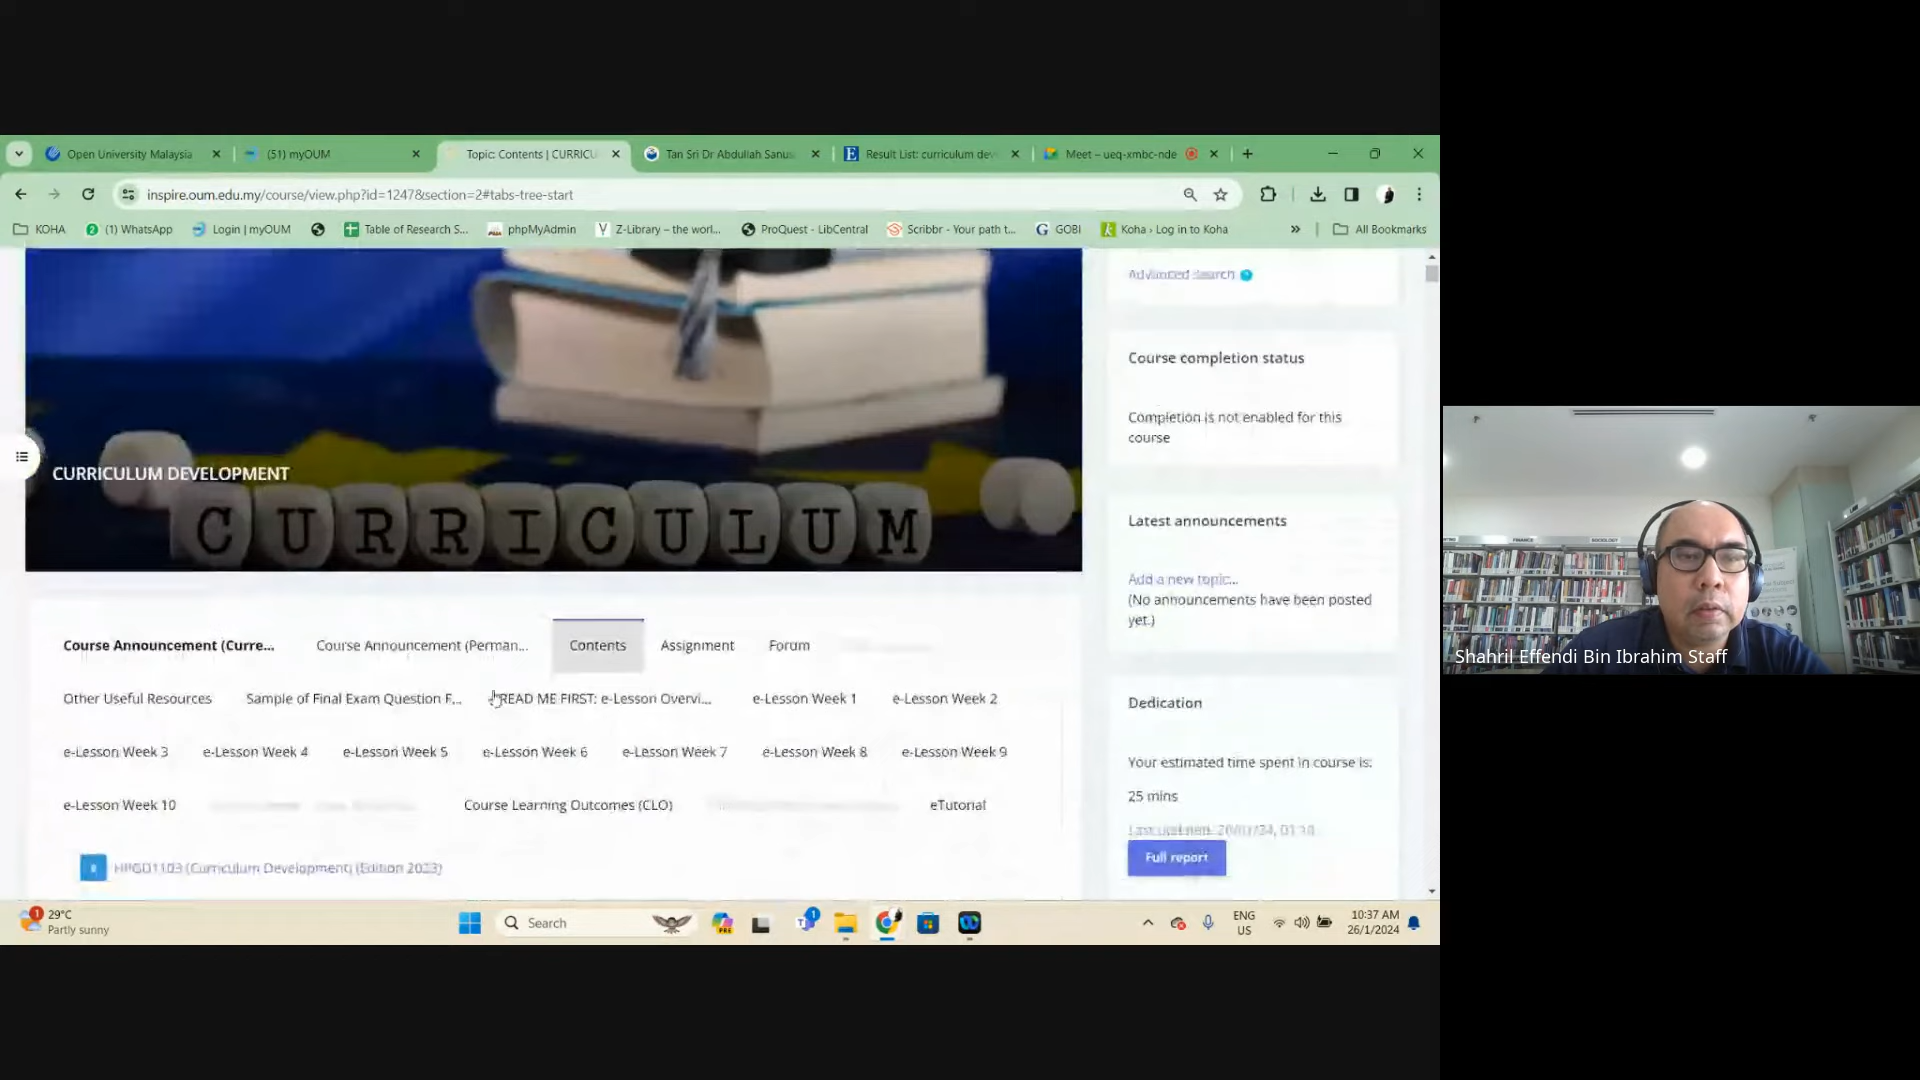 Open University Malaysia
(51) myOUM
Topic: Contents | CURRICU
Tan Sri Dr Abdullah Sanus
Result List: curriculum dev
Meet – ueq-xmbc-nde
inspire.oum.edu.my/course/view.php?id=1247&section=2#tabs-tree-start
KOHA
(1) WhatsApp
Login | myOUM
Table of Research S...
phpMyAdmin
Z-Library – the worl...
ProQuest - LibCentral
Scribbr - Your path t...
GOBI
Koha › Log in to Koha
All Bookmarks
CURRICULUM DEVELOPMENT
CURRICULUM
Course Announcement (Curre...
Course Announcement (Perman...
Contents
Assignment
Forum
Other Useful Resources
Sample of Final Exam Question F...
READ ME FIRST: e-Lesson Overvi...
e-Lesson Week 1
e-Lesson Week 2
e-Lesson Week 3
e-Lesson Week 4
e-Lesson Week 5
e-Lesson Week 6
e-Lesson Week 7
e-Lesson Week 8
e-Lesson Week 9
e-Lesson Week 10
Course Learning Outcomes (CLO)
eTutorial
HPGD1103 (Curriculum Development) (Edition 2023)
Advanced search
Course completion status
Completion is not enabled for this
course
Latest announcements
Add a new topic...
(No announcements have been posted
yet.)
Dedication
Your estimated time spent in course is:
25 mins
Full report
Shahril Effendi Bin Ibrahim Staff
29°C
Partly sunny
Search
ENG
US
10:37 AM
26/1/2024